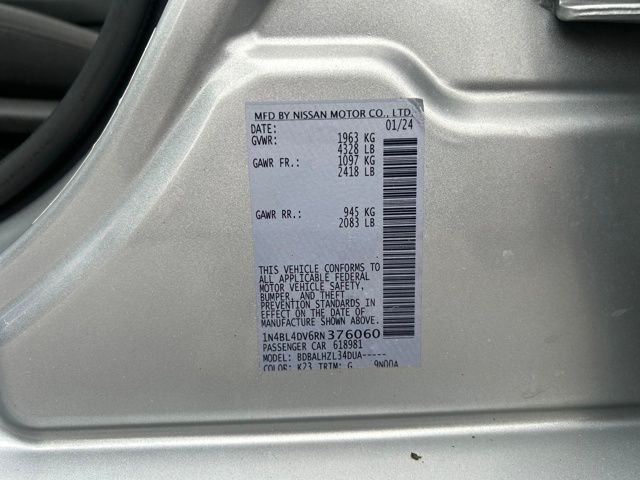 MFD BY NISSAN MOTOR CO., LTD.
DATE: 01/24
GVWR: 1963 KG
4328 LB
GAWR FR.: 1097 KG
2418 LB
GAWR RR.: 945 KG
2083 LB
THIS VEHICLE CONFORMS TO
ALL APPLICABLE FEDERAL
MOTOR VEHICLE SAFETY,
BUMPER, AND THEFT
PREVENTION STANDARDS IN
EFFECT ON THE DATE OF
MANUFACTURE SHOWN ABOVE.
1N4BL4DV6RN376060
PASSENGER CAR 618981
MODEL: BDBALHZL34DUA-----
COLOR: K23 TRIM: G 9N00A